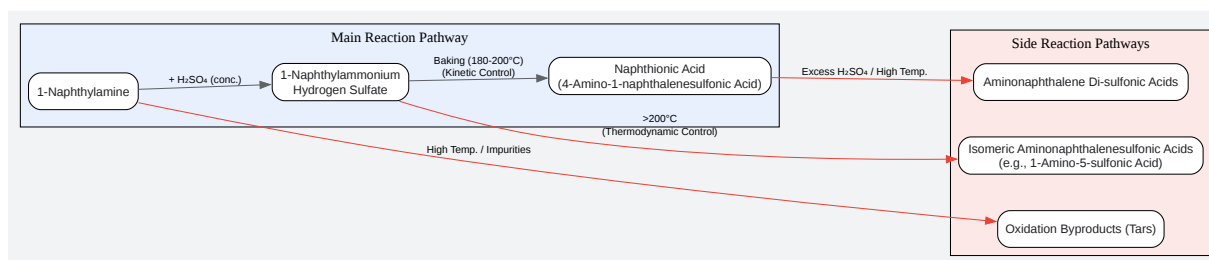 Main Reaction Pathway
1-Naphthylamine
+ H₂SO₄ (conc.)
1-Naphthylammonium
Hydrogen Sulfate
Baking (180-200°C)
(Kinetic Control)
Naphthionic Acid
(4-Amino-1-naphthalenesulfonic Acid)
Excess H₂SO₄ / High Temp.
>200°C
(Thermodynamic Control)
High Temp. / Impurities
Side Reaction Pathways
Aminonaphthalene Di-sulfonic Acids
Isomeric Aminonaphthalenesulfonic Acids
(e.g., 1-Amino-5-sulfonic Acid)
Oxidation Byproducts (Tars)